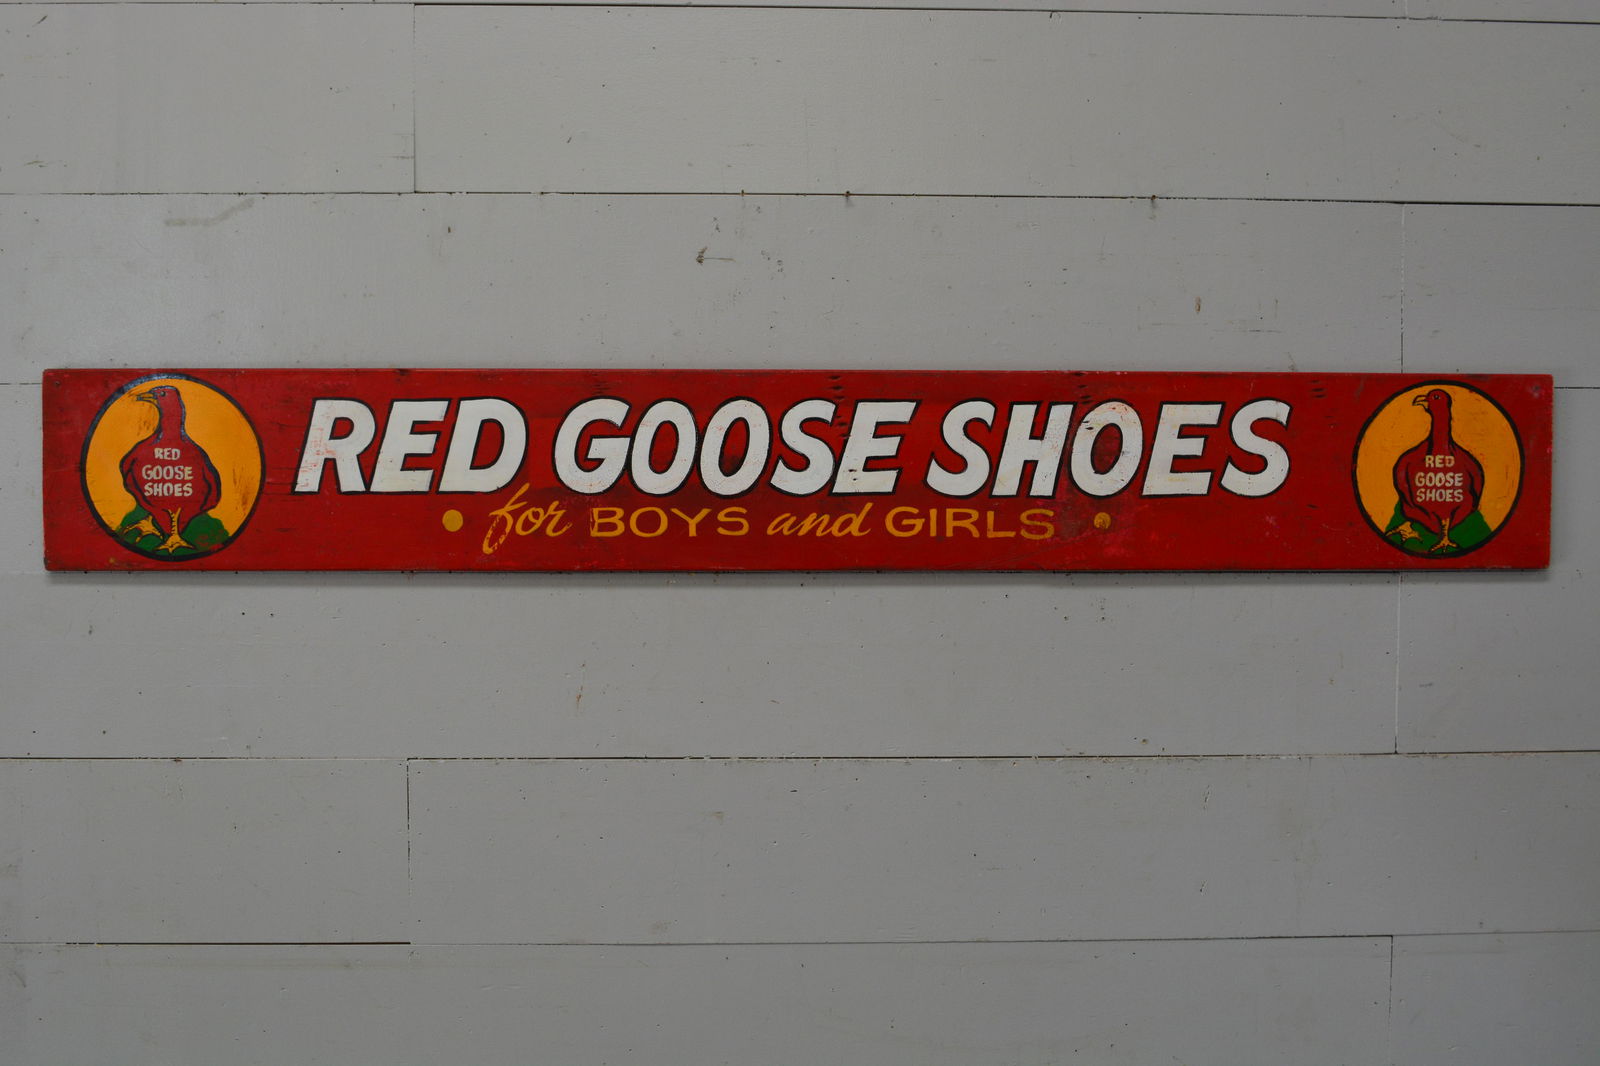 RED
GOOSE
SHOES
RED GOOSE SHOES
• for BOYS and GIRLS •
RED
GOOSE
SHOES